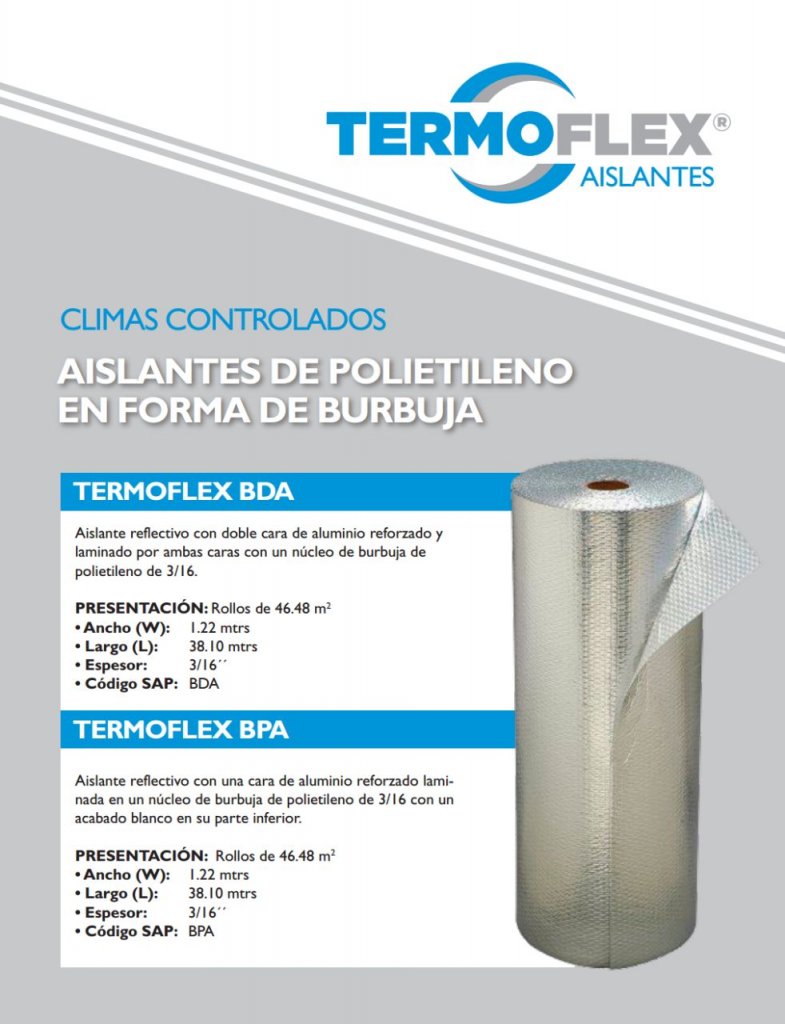 TERMOFLEX®
AISLANTES
CLIMAS CONTROLADOS
AISLANTES DE POLIETILENO
EN FORMA DE BURBUJA
TERMOFLEX BDA
Aislante reflectivo con doble cara de aluminio reforzado y
laminado por ambas caras con un núcleo de burbuja de
polietileno de 3/16.
PRESENTACIÓN: Rollos de 46.48 m²
• Ancho (W): 1.22 mtrs
• Largo (L): 38.10 mtrs
• Espesor: 3/16´´
• Código SAP: BDA
TERMOFLEX BPA
Aislante reflectivo con una cara de aluminio reforzado lami-
nada en un núcleo de burbuja de polietileno de 3/16 con un
acabado blanco en su parte inferior.
PRESENTACIÓN: Rollos de 46.48 m²
• Ancho (W): 1.22 mtrs
• Largo (L): 38.10 mtrs
• Espesor: 3/16´´
• Código SAP: BPA